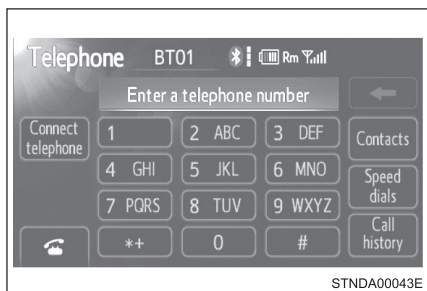 Telephone BT01 Rm
Enter a telephone number
Connect telephone
1
2 ABC
3 DEF
Contacts
4 GHI
5 JKL
6 MNO
Speed dials
7 PQRS
8 TUV
9 WXYZ
*+
0
#
Call history
STNDA00043E